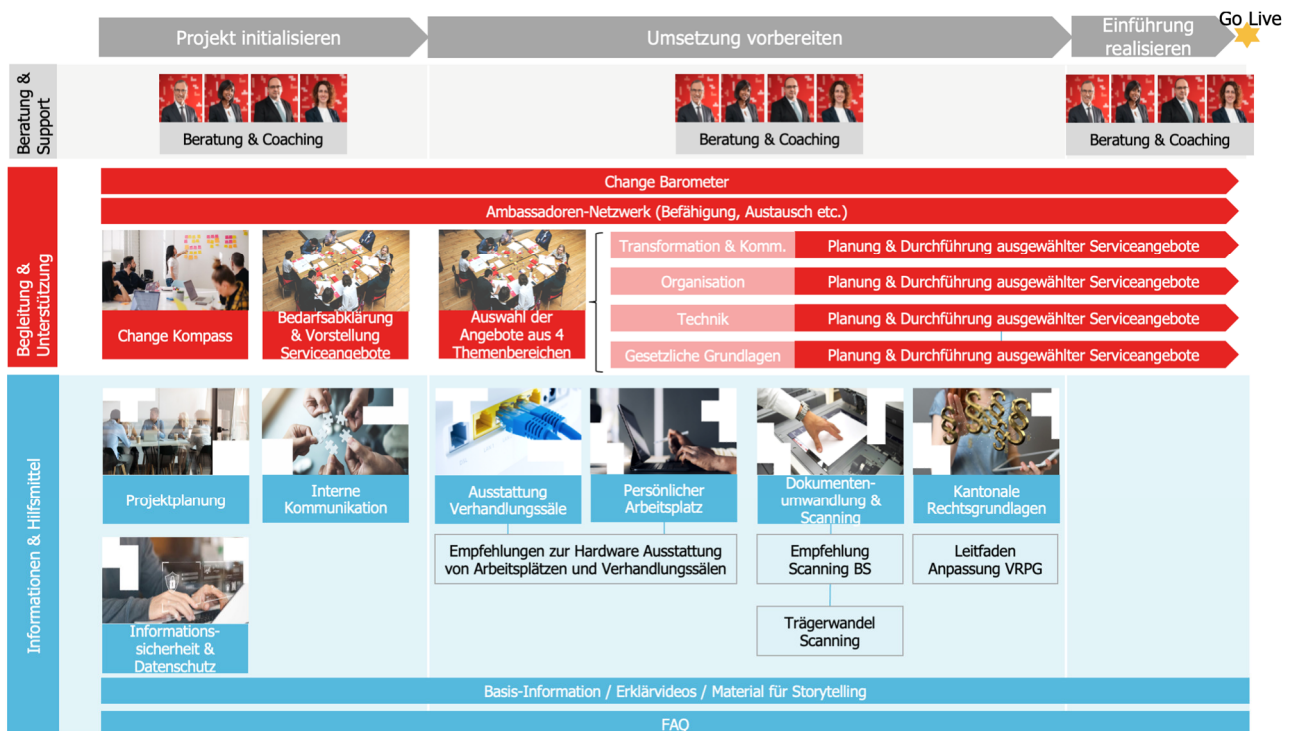 Go Live
Projekt initialisieren
Umsetzung vorbereiten
Einführung
realisieren
Beratung &
Support
Beratung & Coaching
Beratung & Coaching
Beratung & Coaching
Begleitung &
Unterstützung
Change Barometer
Ambassadoren-Netzwerk (Befähigung, Austausch etc.)
Change Kompass
Bedarfsabklärung
& Vorstellung
Serviceangebote
Auswahl der
Angebote aus 4
Themenbereichen
Transformation & Komm.
Planung & Durchführung ausgewählter Serviceangebote
Organisation
Planung & Durchführung ausgewählter Serviceangebote
Technik
Planung & Durchführung ausgewählter Serviceangebote
Gesetzliche Grundlagen
Planung & Durchführung ausgewählter Serviceangebote
Informationen & Hilfsmittel
Projektplanung
Interne
Kommunikation
Ausstattung
Verhandlungssäle
Persönlicher
Arbeitsplatz
Dokumenten-
umwandlung &
Scanning
Kantonale
Rechtsgrundlagen
Empfehlungen zur Hardware Ausstattung
von Arbeitsplätzen und Verhandlungssälen
Empfehlung
Scanning BS
Leitfaden
Anpassung VRPG
Trägerwandel
Scanning
Informations-
sicherheit &
Datenschutz
Basis-Information / Erklärvideos / Material für Storytelling
FAQ